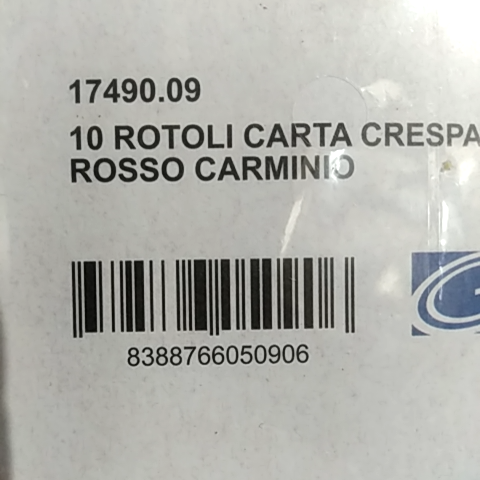 17490.09
10 ROTOLI CARTA CRESPA
ROSSO CARMINIO
8388766050906